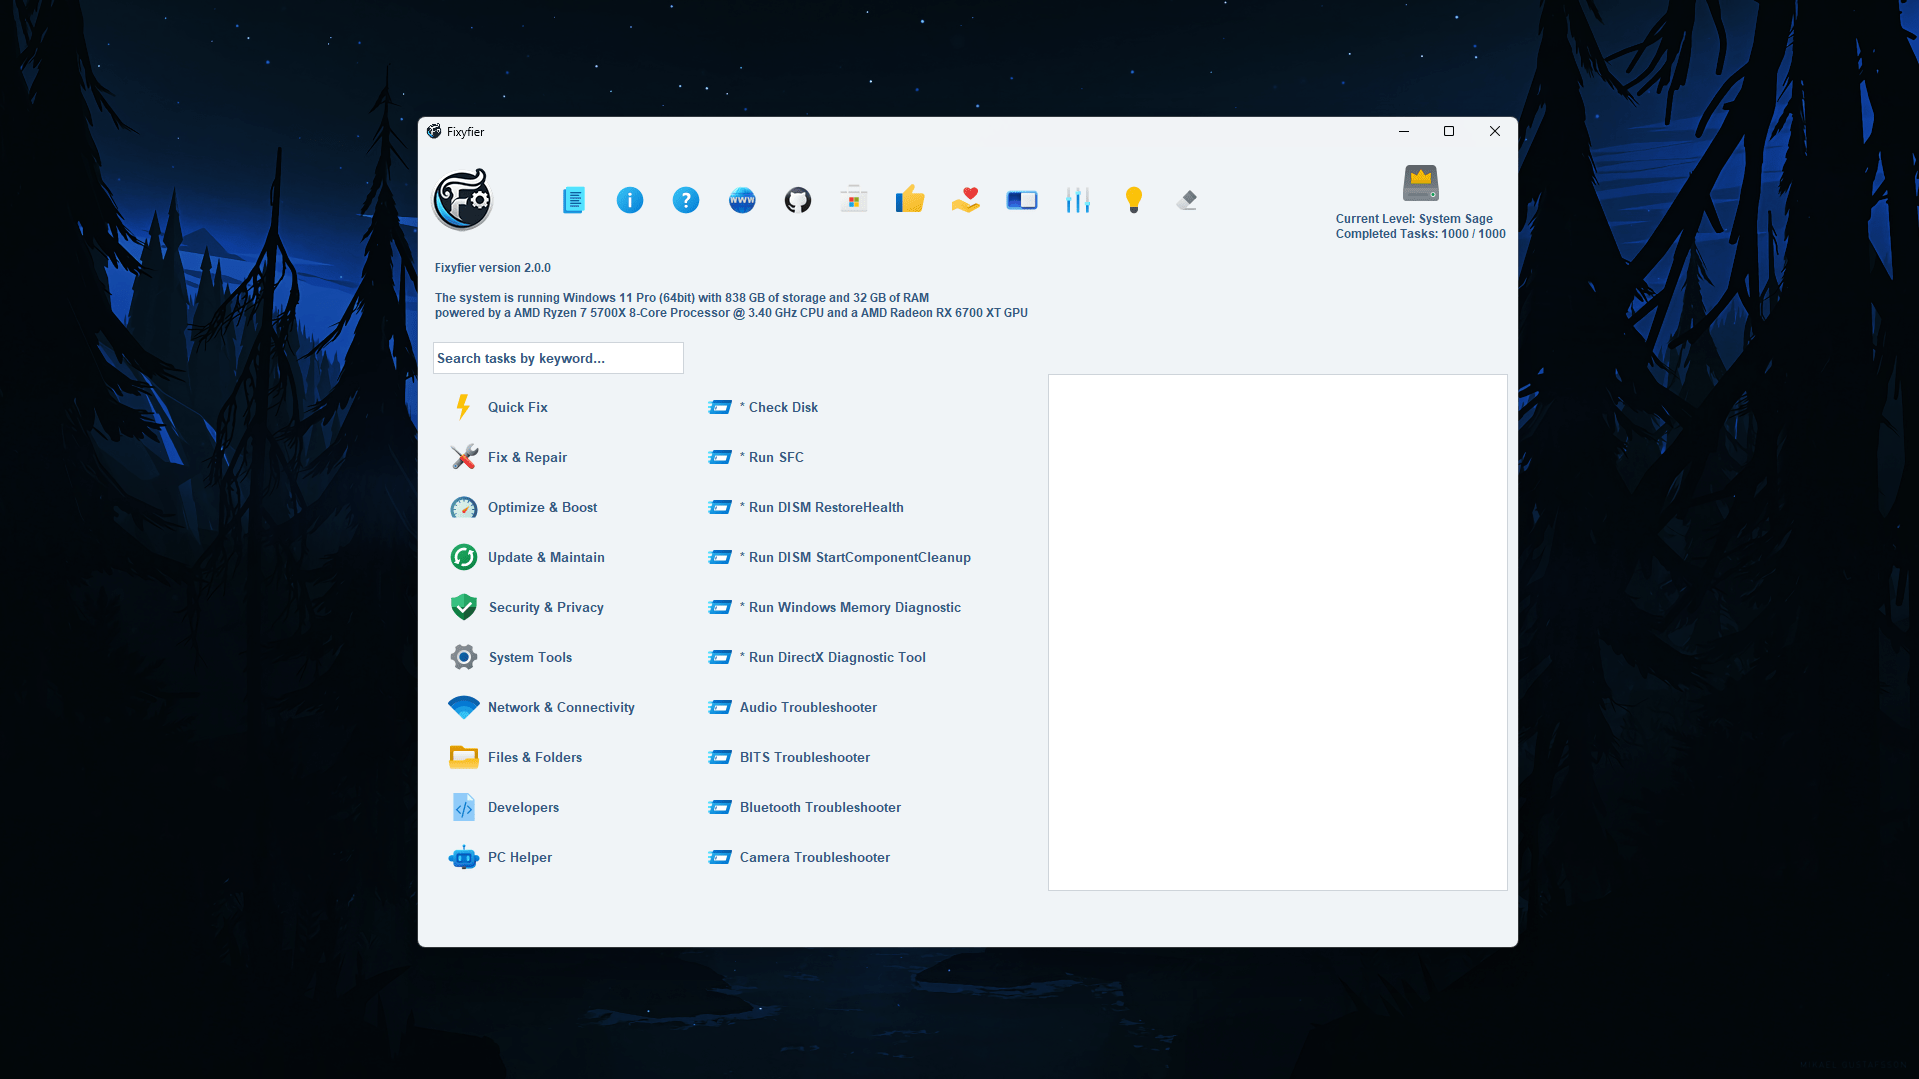 Fixyfier
WWW
Current Level: System Sage
Completed Tasks: 1000 / 1000
Fixyfier version 2.0.0
The system is running Windows 11 Pro (64bit) with 838 GB of storage and 32 GB of RAM
powered by a AMD Ryzen 7 5700X 8-Core Processor @ 3.40 GHz CPU and a AMD Radeon RX 6700 XT GPU
Search tasks by keyword...
Quick Fix
Fix & Repair
Optimize & Boost
Update & Maintain
Security & Privacy
System Tools
Network & Connectivity
Files & Folders
Developers
PC Helper
* Check Disk
* Run SFC
* Run DISM RestoreHealth
* Run DISM StartComponentCleanup
* Run Windows Memory Diagnostic
* Run DirectX Diagnostic Tool
Audio Troubleshooter
BITS Troubleshooter
Bluetooth Troubleshooter
Camera Troubleshooter